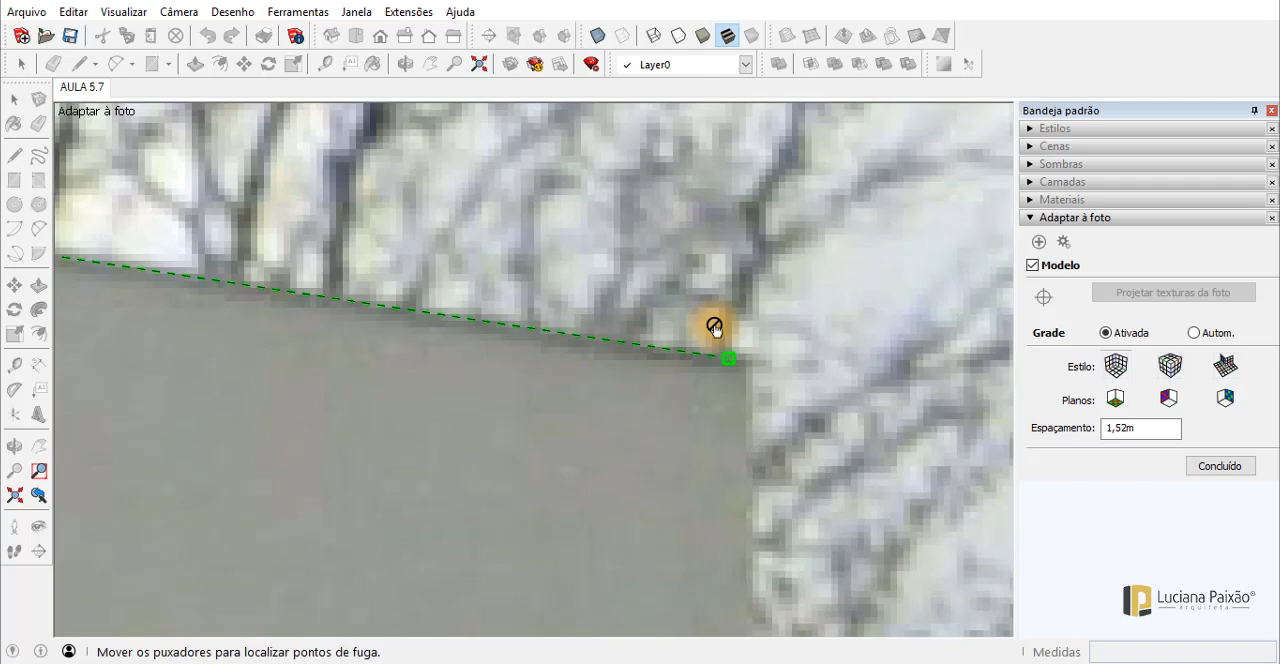 Arquivo Editar Visualizar Câmera Desenho Ferramentas Janela Extensões Ajuda
Layer0
AULA 5.7
Adaptar à foto
Bandeja padrão
Estilos
Cenas
Sombras
Camadas
Materiais
Adaptar à foto
Modelo
Projetar texturas da foto
Grade Ativada Autom.
Estilo:
Planos:
Espaçamento: 1,52m
Concluído
Luciana Paixão®
arquiteta
Mover os puxadores para localizar pontos de fuga.
Medidas